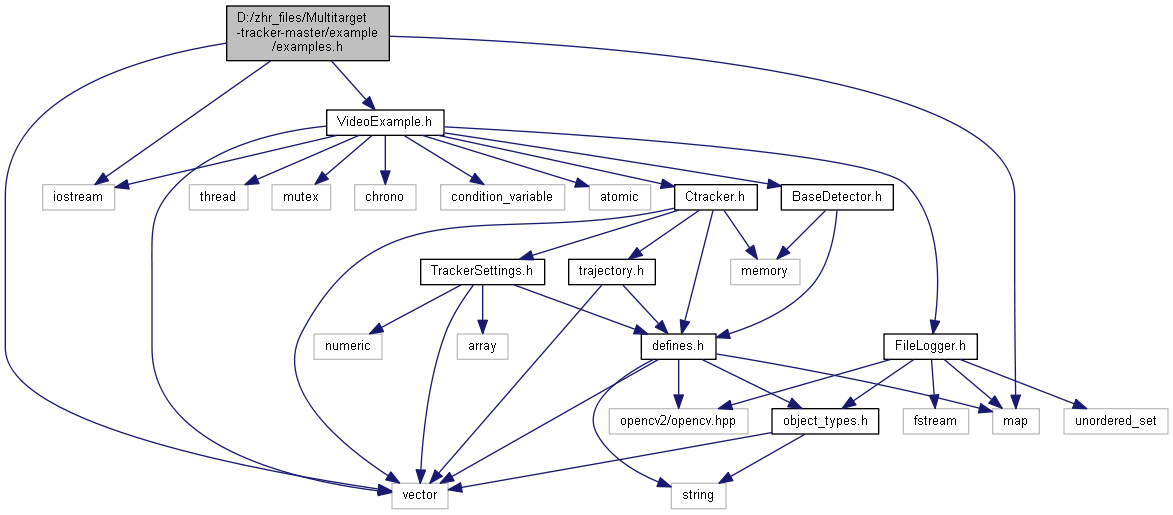 D:/zhr_files/Multitarget
-tracker-master/example
/examples.h
VideoExample.h
iostream
thread
mutex
chrono
condition_variable
atomic
Ctracker.h
BaseDetector.h
TrackerSettings.h
trajectory.h
memory
numeric
array
defines.h
FileLogger.h
opencv2/opencv.hpp
object_types.h
fstream
map
unordered_set
vector
string